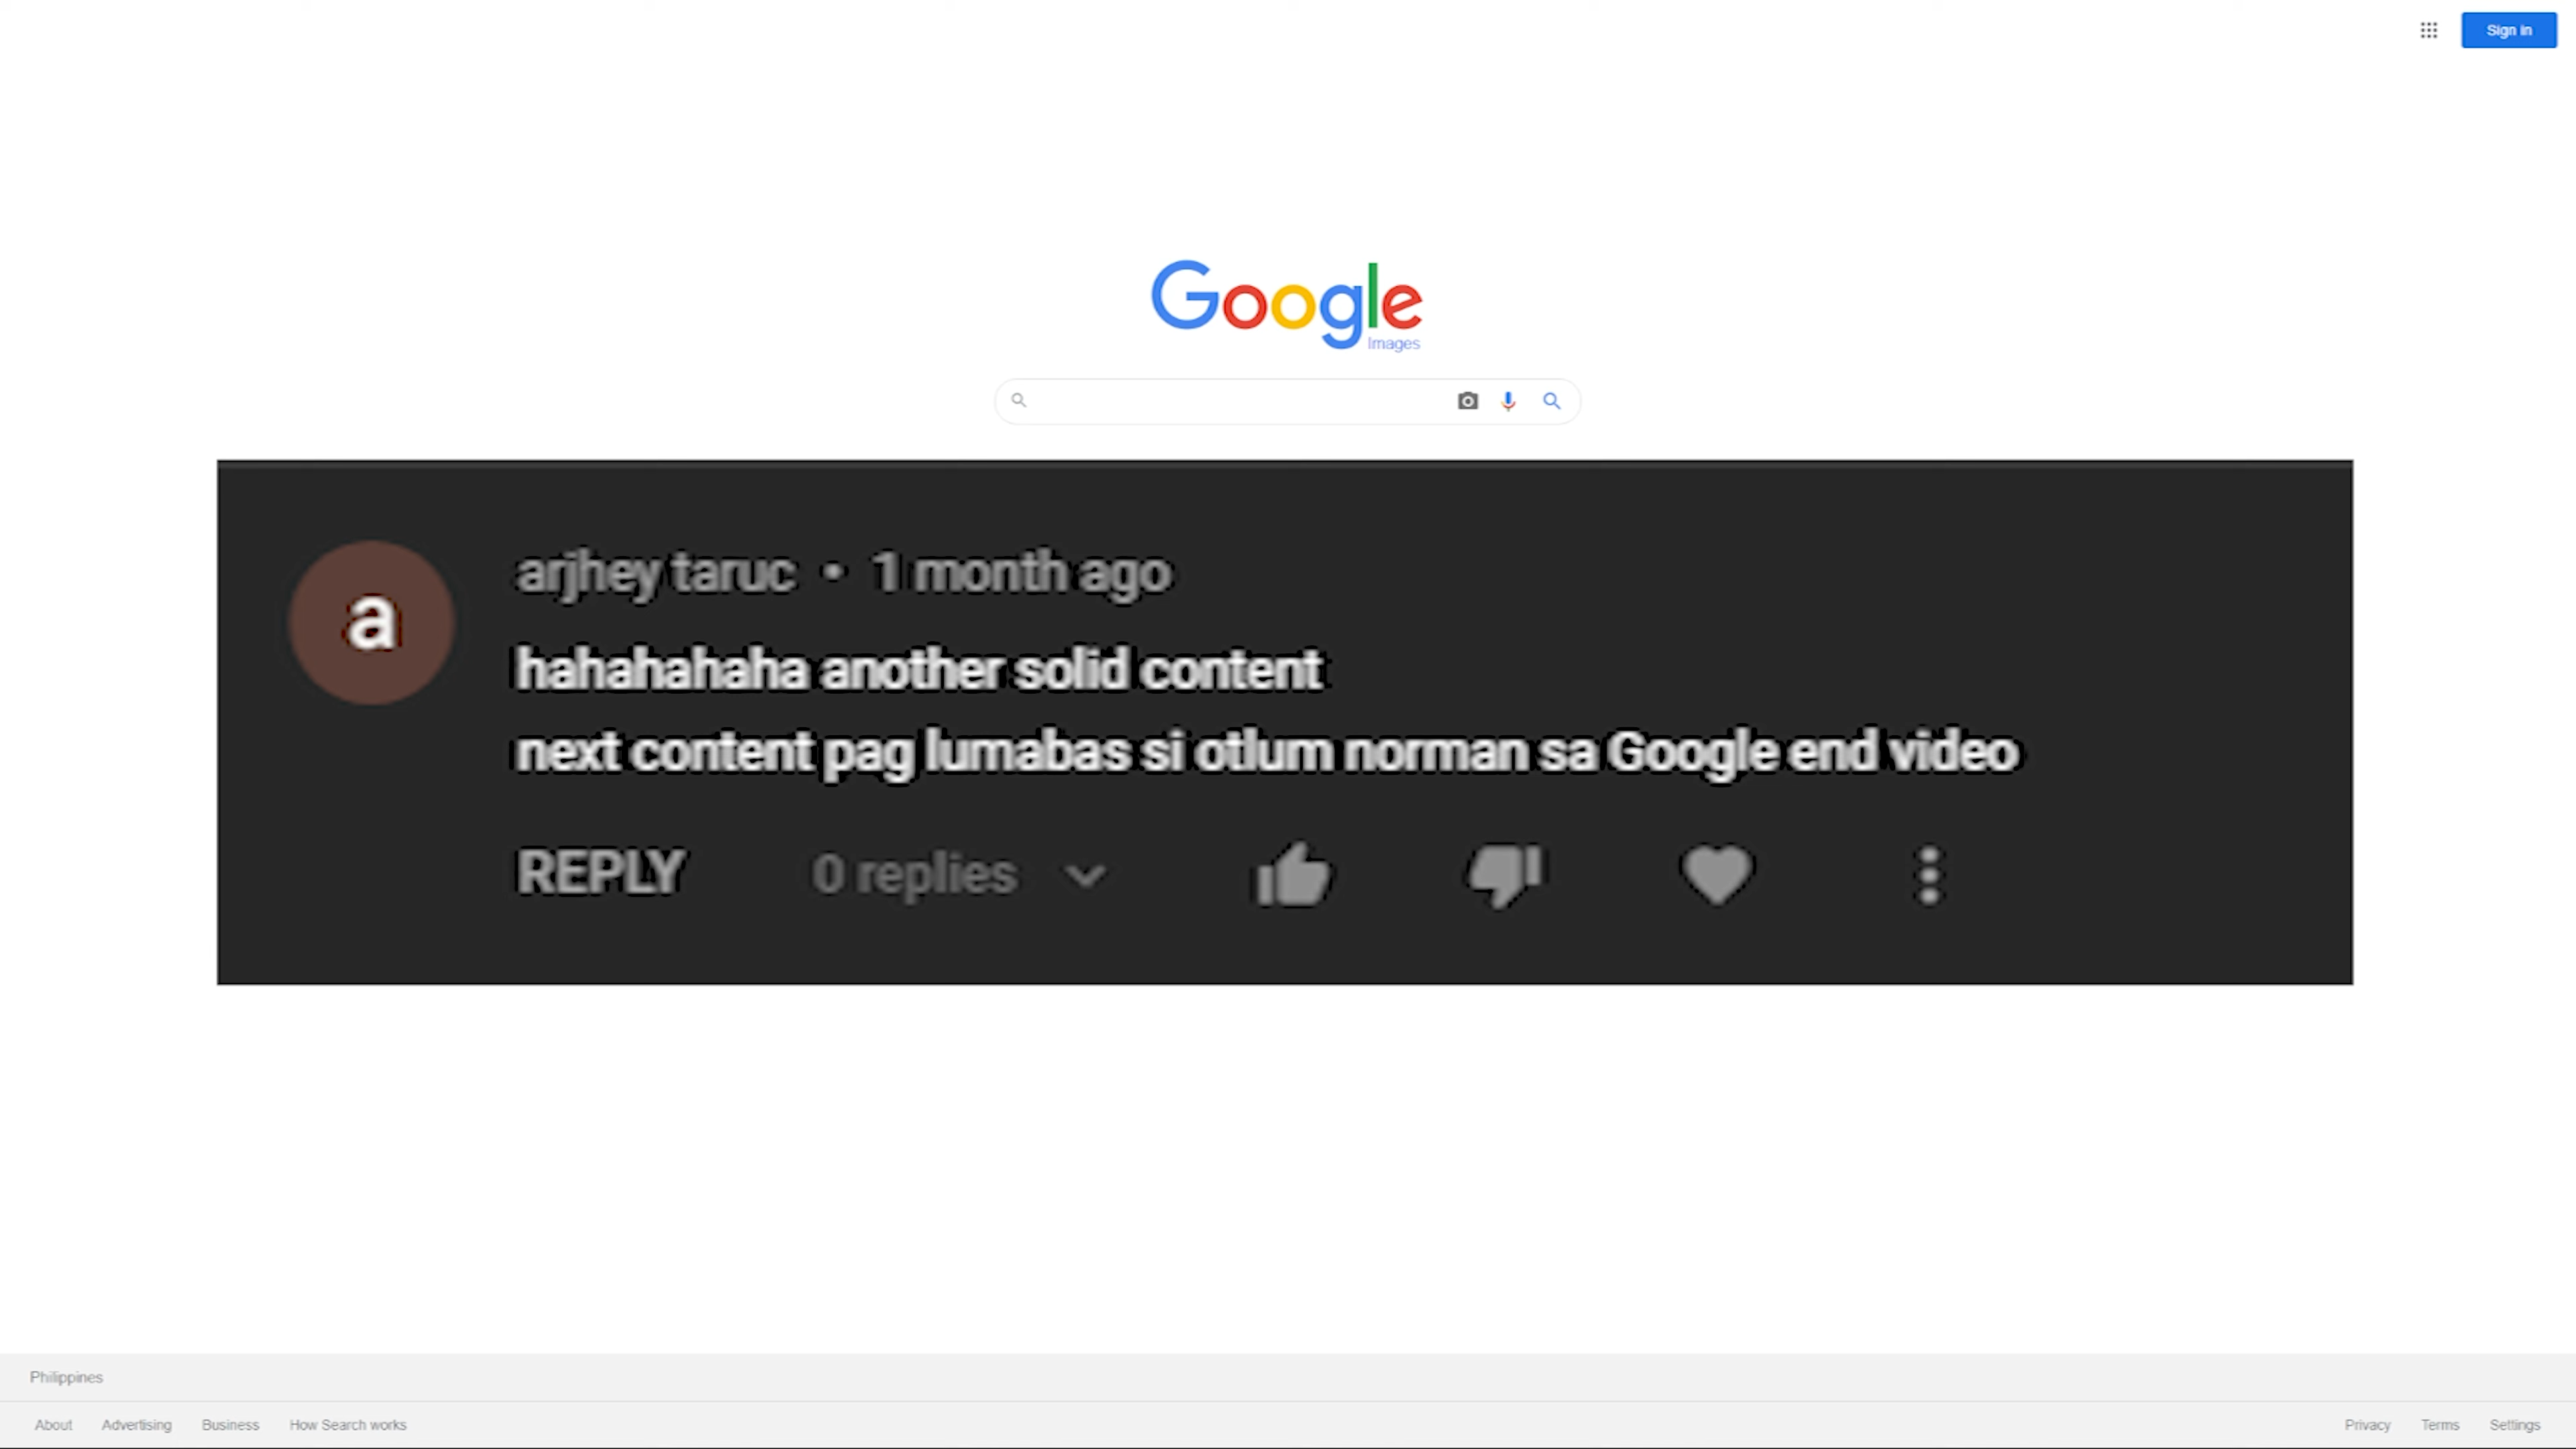 Sign in
Google
Images
a
arjhey taruc • 1 month ago
hahahahaha another solid content
next content pag lumabas si otlum norman sa Google end video
REPLY 0 replies
Philippines
About Advertising Business How Search works Privacy Terms Settings